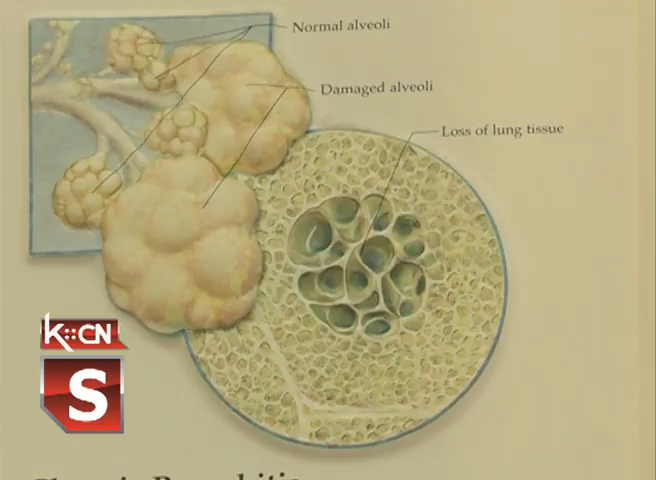 Normal alveoli
Damaged alveoli
Loss of lung tissue
K::CN
S